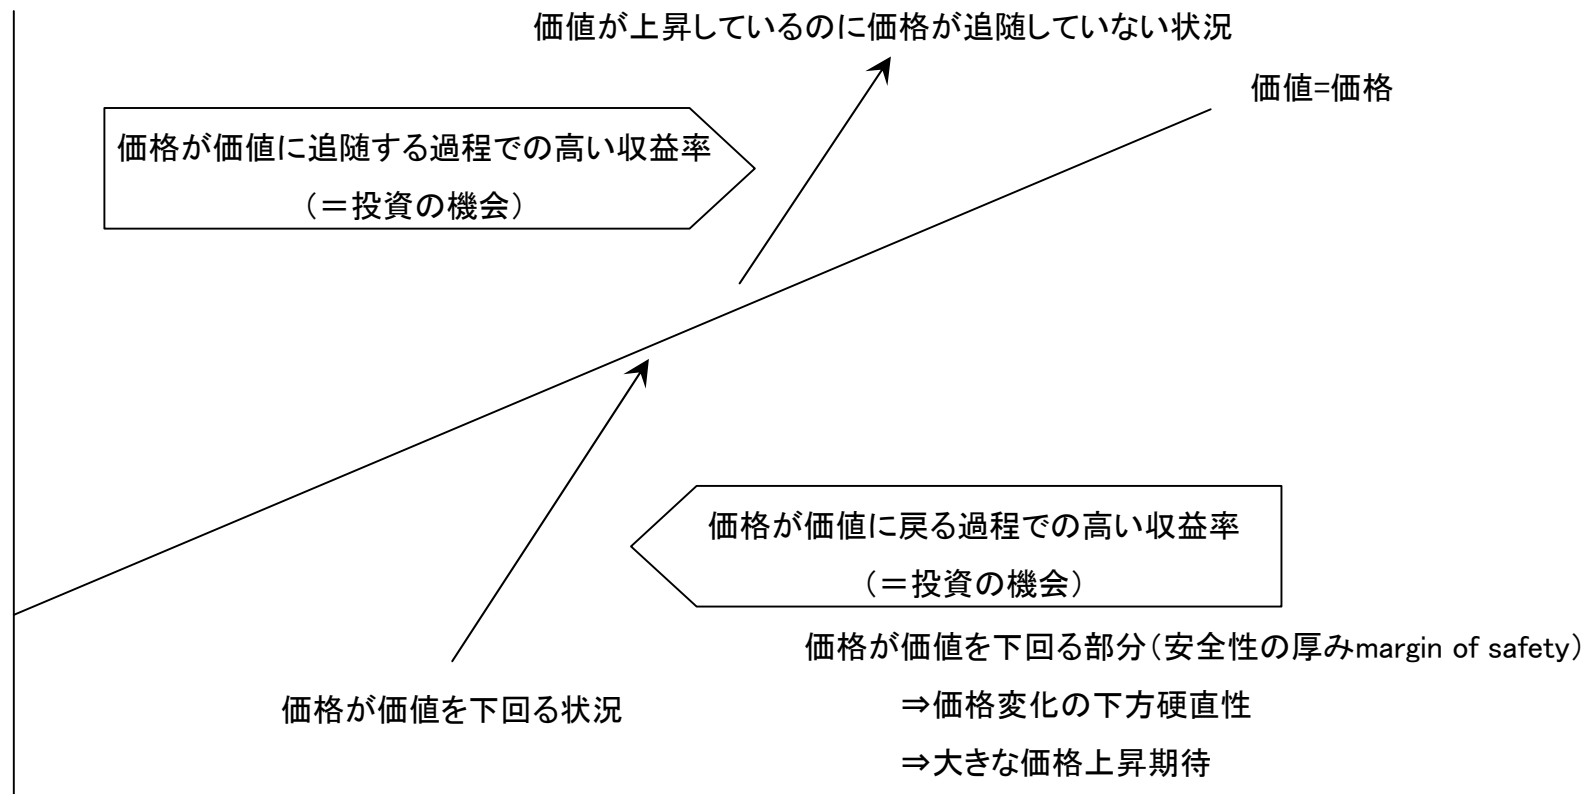 価値が上昇しているのに価格が追随していない状況
価値=価格
価格が価値に追随する過程での高い収益率
（＝投資の機会）
価格が価値に戻る過程での高い収益率
（＝投資の機会）
価格が価値を下回る部分（安全性の厚みmargin of safety）
価格が価値を下回る状況
⇒価格変化の下方硬直性
⇒大きな価格上昇期待